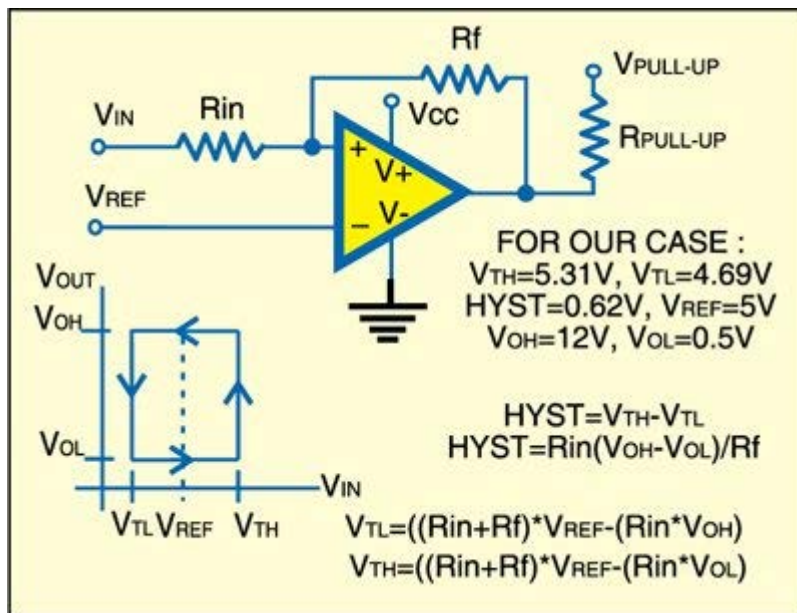 Rf
VPULL-UP
VIN
Rin
VCC
RPULL-UP
+
V+
VREF
V-
−
FOR OUR CASE :
VTH=5.31V, VTL=4.69V
HYST=0.62V, VREF=5V
VOH=12V, VOL=0.5V
VOUT
VOH
HYST=VTH-VTL
HYST=Rin(VOH-VOL)/Rf
VOL
VIN
VTL VREF VTH
VTL=((Rin+Rf)*VREF-(Rin*VOH)
VTH=((Rin+Rf)*VREF-(Rin*VOL)